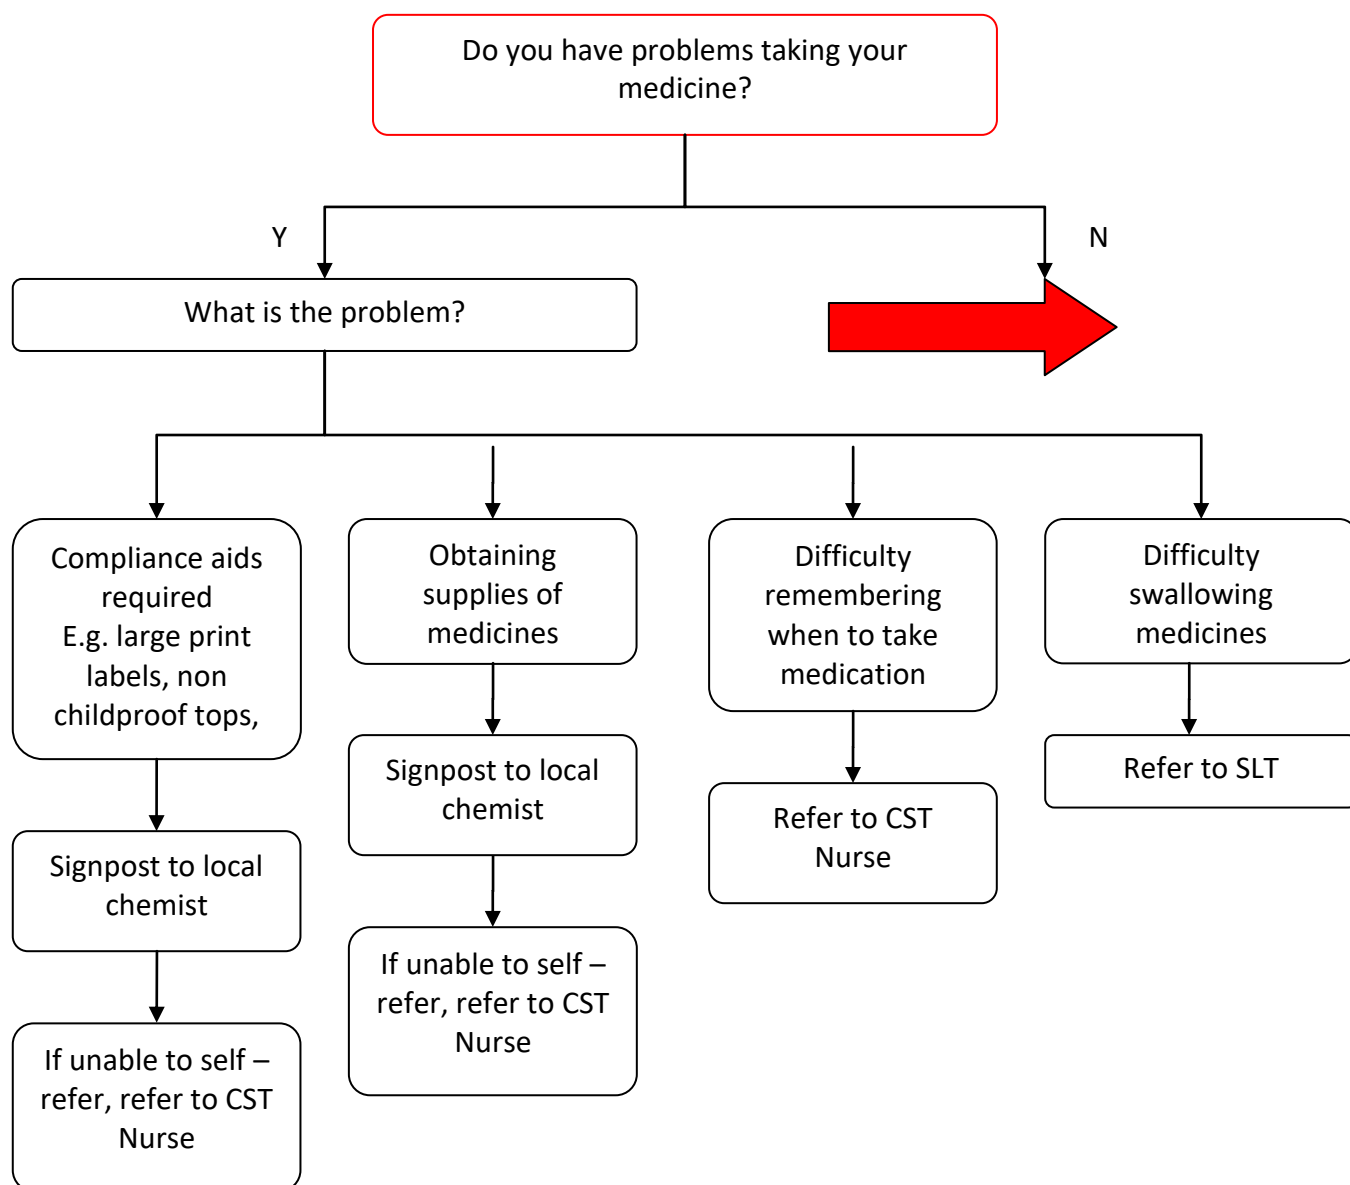 Do you have problems taking your
medicine?
Y
N
What is the problem?
Compliance aids
required
E.g. large print
labels, non
childproof tops,
Obtaining
supplies of
medicines
Difficulty
remembering
when to take
medication
Difficulty
swallowing
medicines
Signpost to local
chemist
Signpost to local
chemist
Refer to CST
Nurse
Refer to SLT
If unable to self –
refer, refer to CST
Nurse
If unable to self –
refer, refer to CST
Nurse